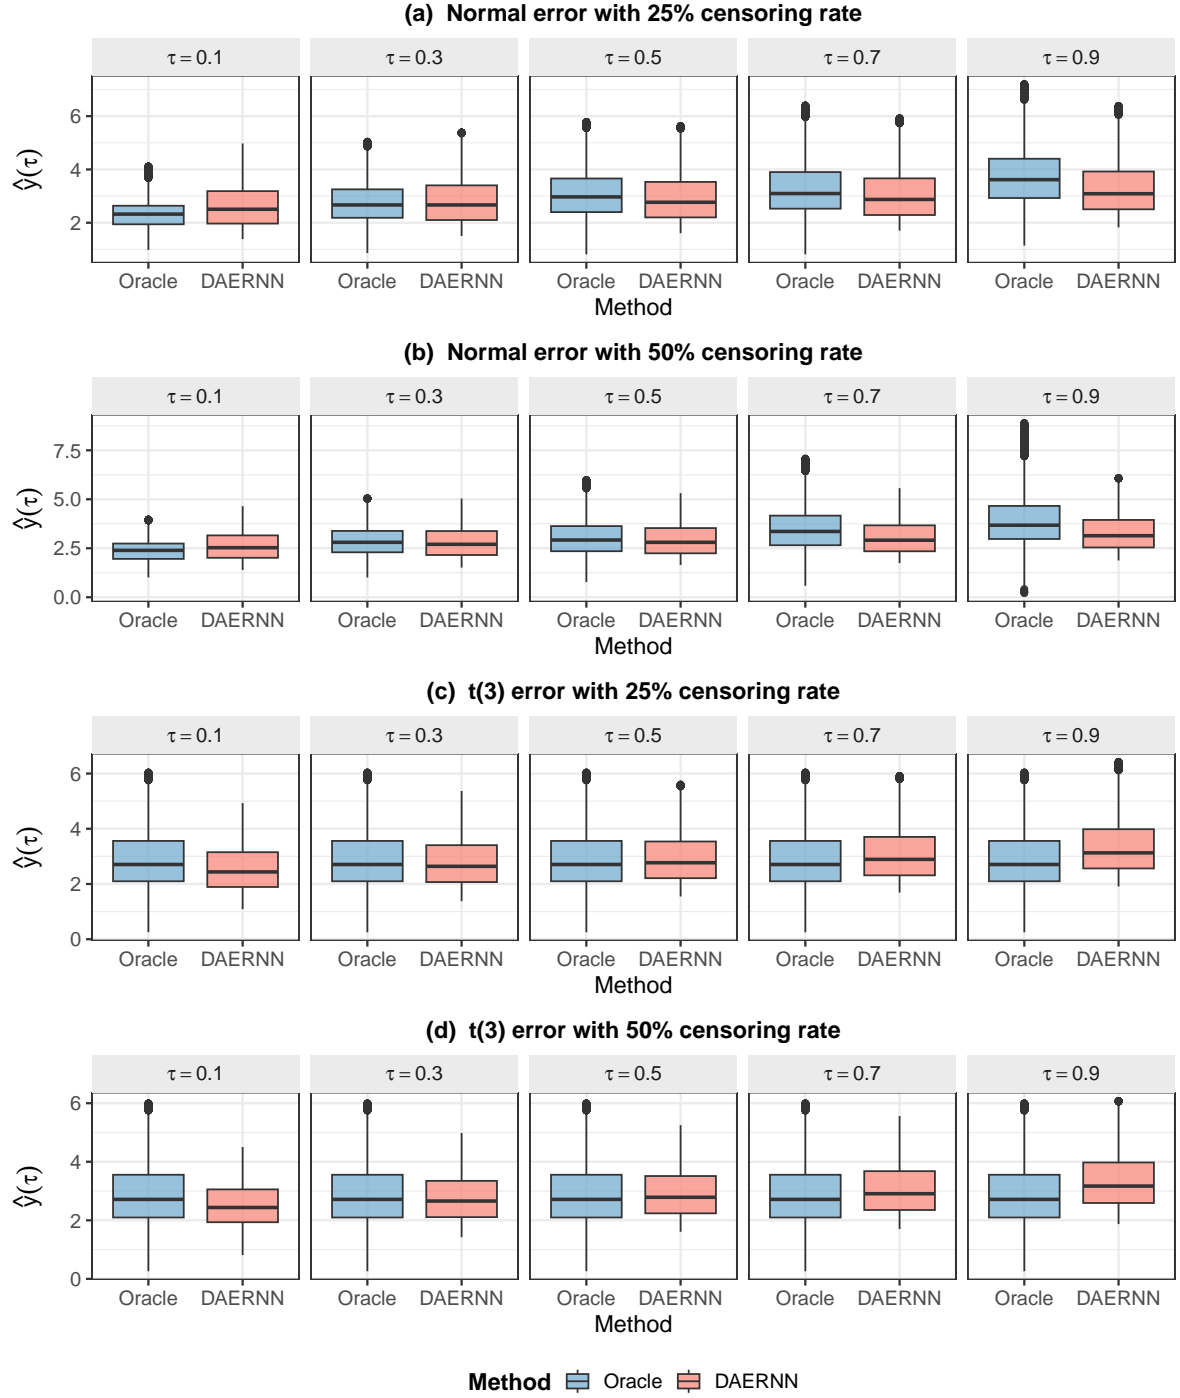 (a)  Normal error with 25% censoring rate
τ = 0.1 τ = 0.3 τ = 0.5 τ = 0.7 τ = 0.9
6
4
2
ŷ(τ)
Oracle DAERNN Oracle DAERNN Oracle DAERNN Oracle DAERNN Oracle DAERNN
Method
(b)  Normal error with 50% censoring rate
τ = 0.1 τ = 0.3 τ = 0.5 τ = 0.7 τ = 0.9
7.5
5.0
2.5
0.0
ŷ(τ)
Oracle DAERNN Oracle DAERNN Oracle DAERNN Oracle DAERNN Oracle DAERNN
Method
(c)  t(3) error with 25% censoring rate
τ = 0.1 τ = 0.3 τ = 0.5 τ = 0.7 τ = 0.9
6
4
2
0
ŷ(τ)
Oracle DAERNN Oracle DAERNN Oracle DAERNN Oracle DAERNN Oracle DAERNN
Method
(d)  t(3) error with 50% censoring rate
τ = 0.1 τ = 0.3 τ = 0.5 τ = 0.7 τ = 0.9
6
4
2
0
ŷ(τ)
Oracle DAERNN Oracle DAERNN Oracle DAERNN Oracle DAERNN Oracle DAERNN
Method
Method Oracle DAERNN